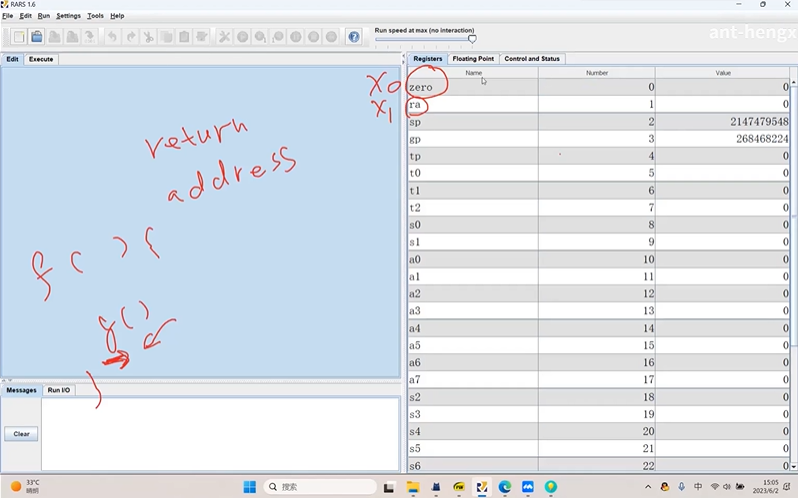 RARS 1.6
File Edit Run Settings Tools Help
ant-hengx
Run speed at max (no interaction)
Edit Execute
Registers Floating Point Control and Status
Name Number Value
X0 zero 0 0
X1 ra 1 0
sp 2 2147479548
gp 3 268468224
tp 4 0
t0 5 0
t1 6 0
t2 7 0
s0 8 0
s1 9 0
a0 10 0
a1 11 0
a2 12 0
a3 13 0
a4 14 0
a5 15 0
a6 16 0
a7 17 0
s2 18 0
s3 19 0
s4 20 0
s5 21 0
s6 22 0
return
address
f ( ) {
g()
}
Messages Run I/O
Clear
33°C
晴朗
搜索
中
15:05
2023/6/2